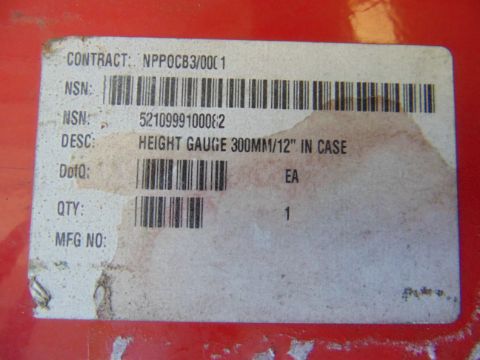 CONTRACT: NPPOCB3/0001
NSN:
NSN: 5210999100082
DESC: HEIGHT GAUGE 300MM/12" IN CASE
DofQ: EA
QTY: 1
MFG NO: